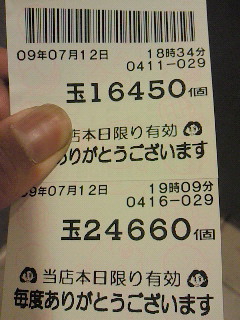 09年07月12日 18時34分
0411-029
玉16450個
店本日限り有効
ありがとうございます
09年07月12日 19時09分
0416-029
玉24660個
当店本日限り有効
毎度ありがとうございます